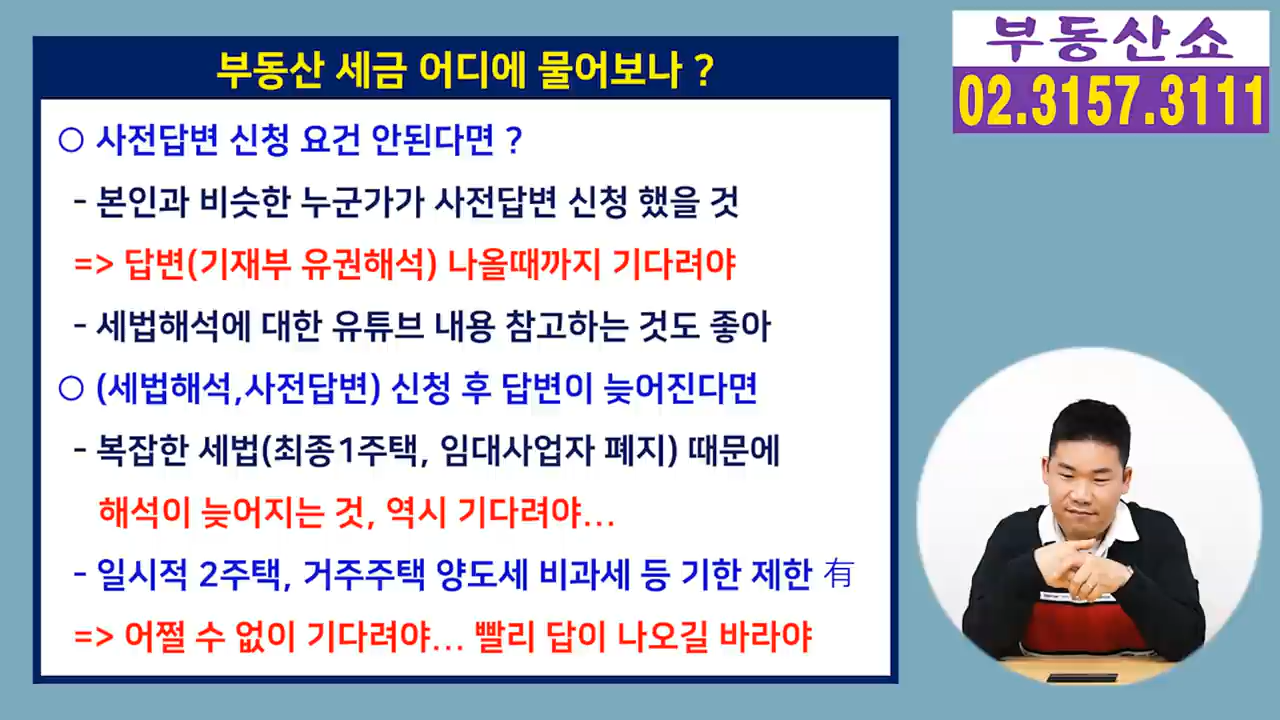 부동산 세금 어디에 물어보나 ?
○ 사전답변 신청 요건 안된다면 ?
- 본인과 비슷한 누군가가 사전답변 신청 했을 것
=> 답변(기재부 유권해석) 나올때까지 기다려야
- 세법해석에 대한 유튜브 내용 참고하는 것도 좋아
○ (세법해석,사전답변) 신청 후 답변이 늦어진다면
- 복잡한 세법(최종1주택, 임대사업자 폐지) 때문에
해석이 늦어지는 것, 역시 기다려야...
- 일시적 2주택, 거주주택 양도세 비과세 등 기한 제한 有
=> 어쩔 수 없이 기다려야... 빨리 답이 나오길 바라야
부동산쇼
02.3157.3111